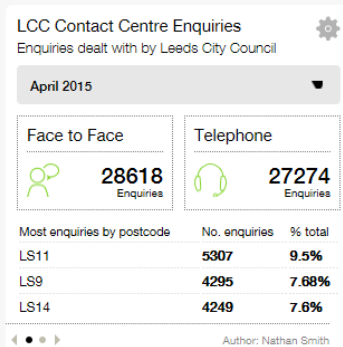 LCC Contact Centre Enquiries
Enquiries dealt with by Leeds City Council
April 2015
Face to Face
28618
Enquiries
Telephone
27274
Enquiries
Most enquiries by postcode No. enquiries % total
LS11 5307 9.5%
LS9 4295 7.68%
LS14 4249 7.6%
Author: Nathan Smith